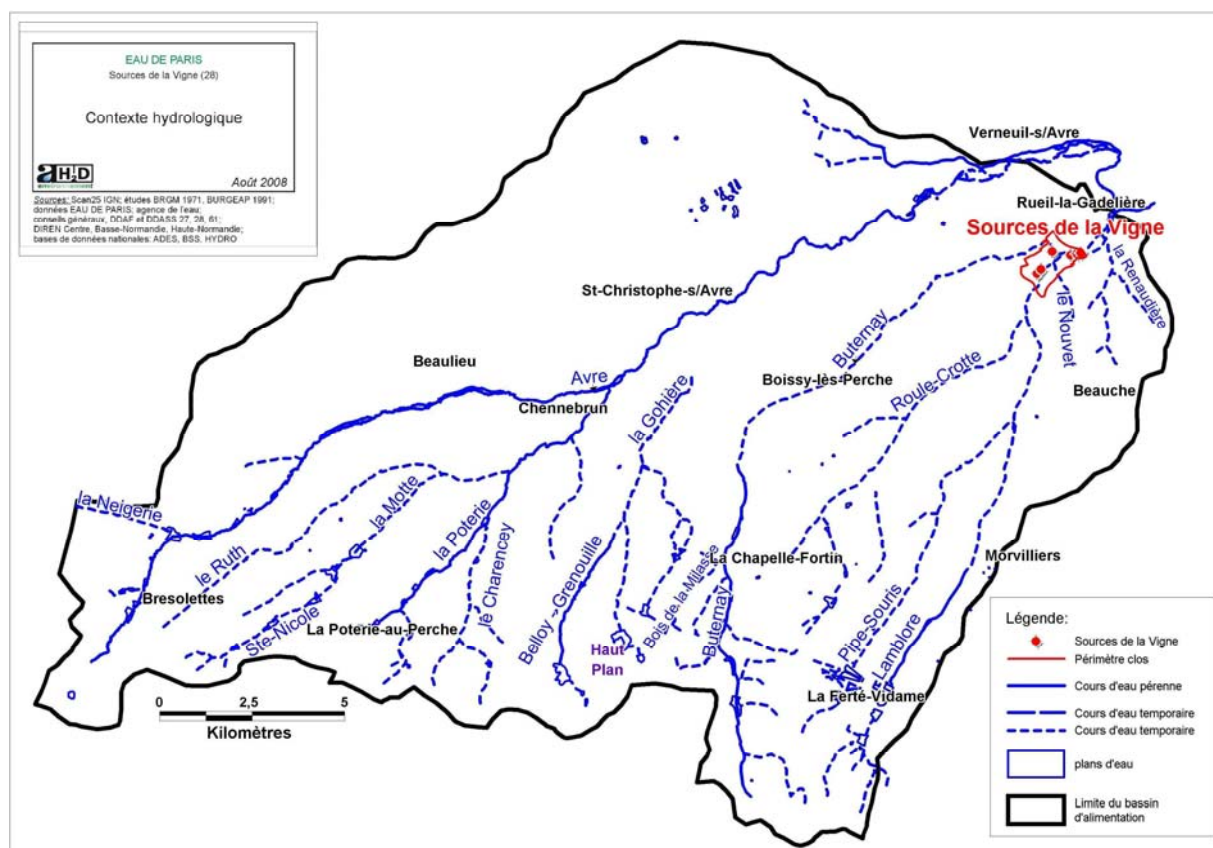 EAU DE PARIS
Sources de la Vigne (28)
Contexte hydrologique
aH2D
environnement
Août 2008
Sources: Scan25 IGN; études BRGM 1971, BURGEAP 1991;
données EAU DE PARIS; agence de l'eau;
conseils généraux, DDAF et DDASS 27, 28, 61;
DIREN Centre, Basse-Normandie, Haute-Normandie;
bases de données nationales: ADES, BSS, HYDRO
Verneuil-s/Avre
Rueil-la-Gadelière
Sources de la Vigne
la Renaudière
le Nouvet
St-Christophe-s/Avre
Buternay
Beaulieu
Avre
Boissy-lès-Perche
Roule-Crotte
Beauche
Chennebrun
la Gohière
la Neigerie
la Motte
le Ruth
la Poterie
le Charencey
La Chapelle-Fortin
Morvilliers
Bresolettes
Ste-Nicole
La Poterie-au-Perche
Belloy - Grenouille
Haut
Plan
Bois de la Milasse
Buternay
Pipe-Souris
Lamblore
La Ferté-Vidame
0 2,5 5
Kilomètres
Légende:
Sources de la Vigne
Périmètre clos
Cours d'eau pérenne
Cours d'eau temporaire
Cours d'eau temporaire
plans d'eau
Limite du bassin
d'alimentation